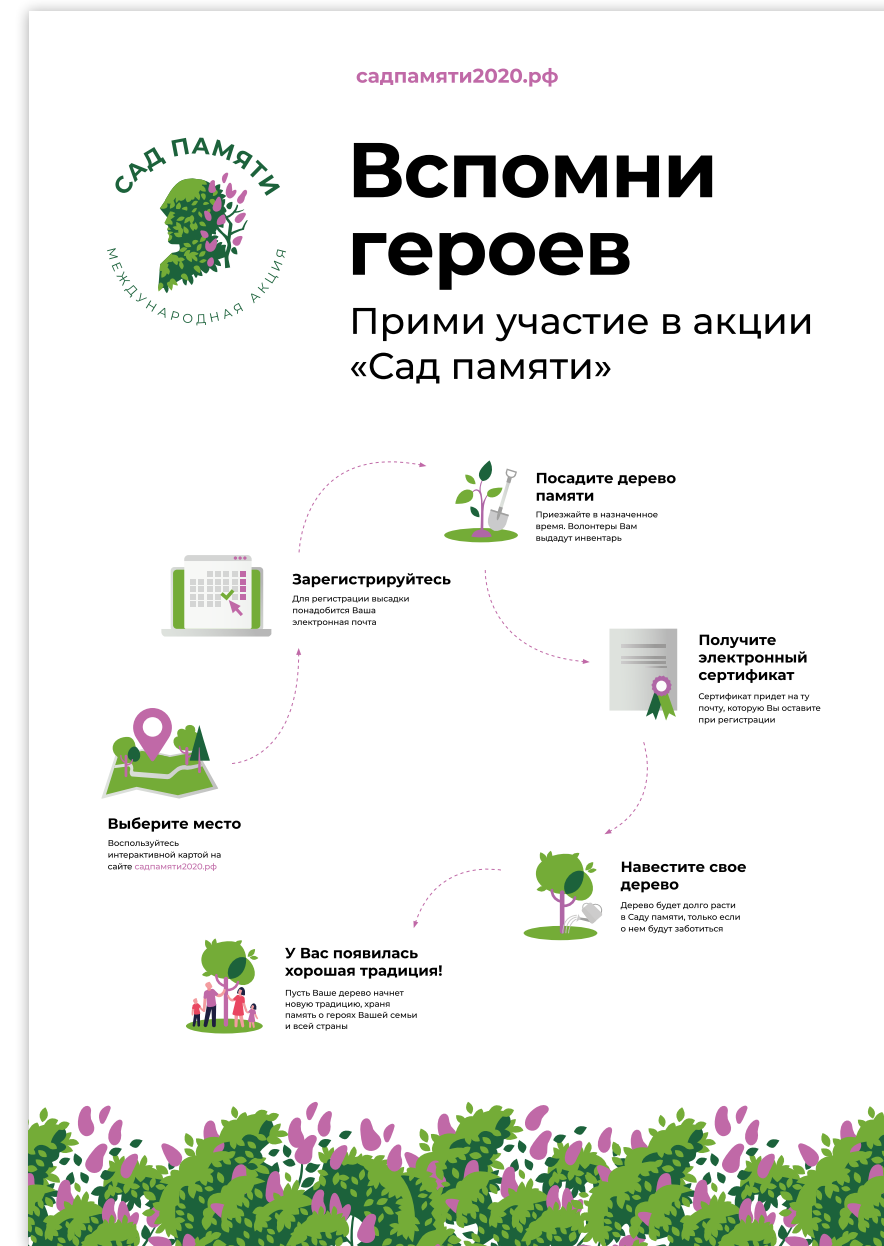 садпамяти2020.рф
САД ПАМЯТИ
МЕЖДУНАРОДНАЯ АКЦИЯ
Вспомни
героев
Прими участие в акции
«Сад памяти»
Посадите дерево
памяти
Приезжайте в назначенное
время. Волонтеры Вам
выдадут инвентарь
Зарегистрируйтесь
Для регистрации высадки
понадобится Ваша
электронная почта
Получите
электронный
сертификат
Сертификат придет на ту
почту, которую Вы оставите
при регистрации
Выберите место
Воспользуйтесь
интерактивной картой на
сайте садпамяти2020.рф
Навестите свое
дерево
Дерево будет долго расти
в Саду памяти, только если
о нем будут заботиться
У Вас появилась
хорошая традиция!
Пусть Ваше дерево начнет
новую традицию, храня
память о героях Вашей семьи
и всей страны